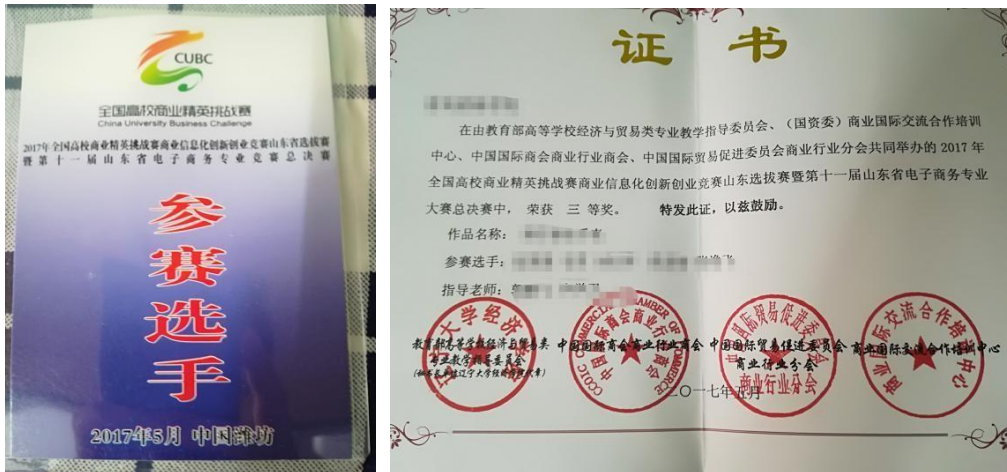 CUBC
全国高校商业精英挑战赛
China University Business Challenge
2017年全国高校商业精英挑战赛商业信息化创新创业竞赛山东省选拔赛
暨第十一届山东省电子商务专业竞赛总决赛
参
赛
选
手
2017年5月 中国潍坊
证 书
在由教育部高等学校经济与贸易类专业教学指导委员会、（国资委）商业国际交流合作培训
中心、中国国际商会商业行业商会、中国国际贸易促进委员会商业行业分会共同举办的 2017 年
全国高校商业精英挑战赛商业信息化创新创业竞赛山东选拔赛暨第十一届山东省电子商务专业
大赛总决赛中， 荣获 三 等奖。 特发此证，以兹鼓励。
作品名称：
参赛选手：
指导老师：
教育部高等学校经济与贸易类 中国国际商会商业行业商会 中国国际贸易促进委员会 商业国际交流合作培训中心
专业教学指导委员会 商业行业分会
二〇一七年五月